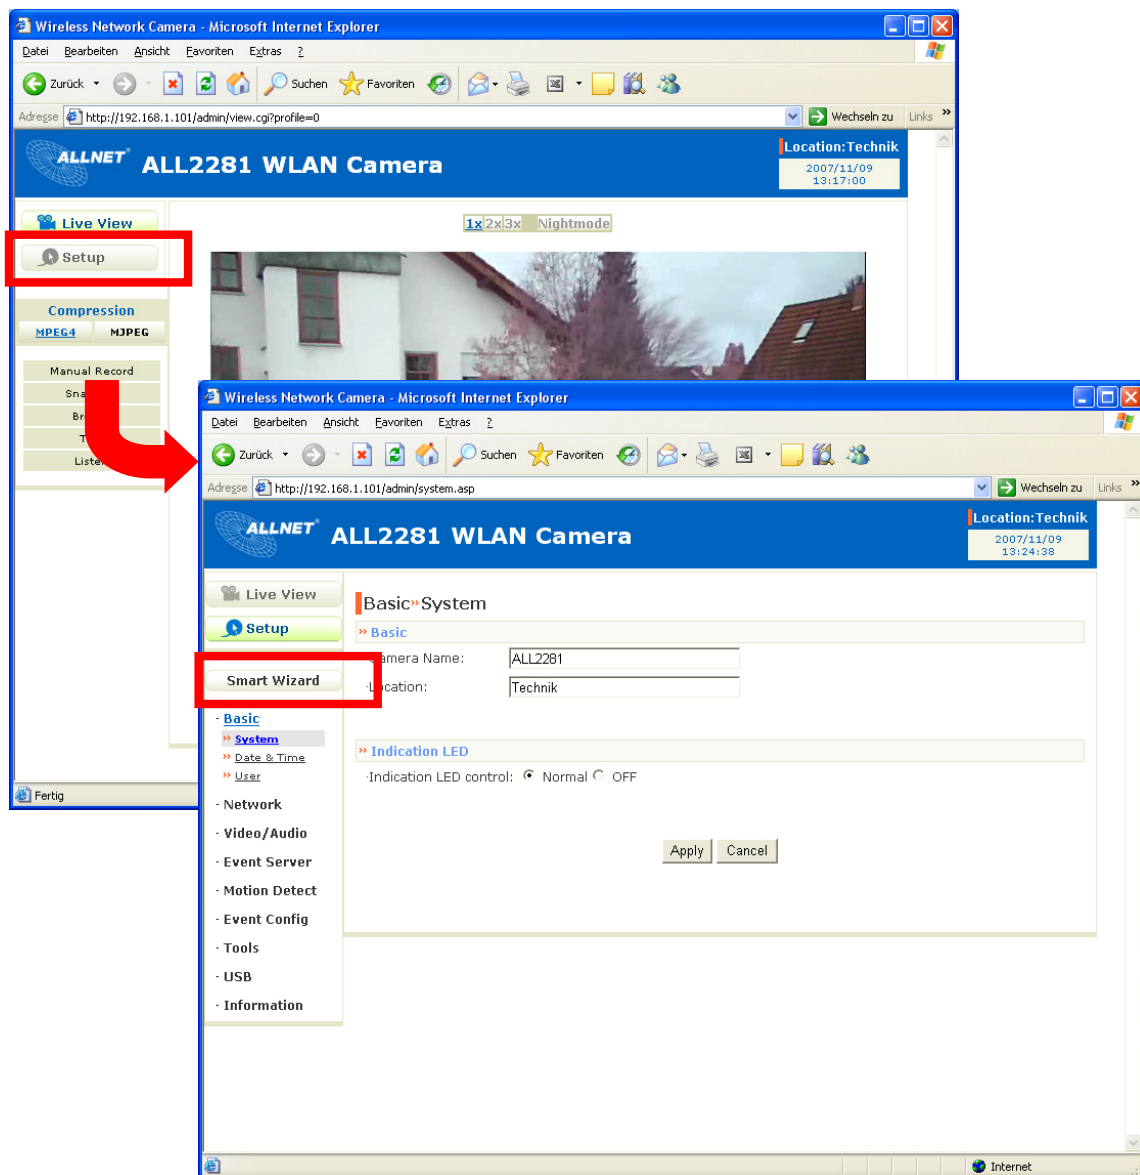 Wireless Network Camera - Microsoft Internet Explorer
Datei Bearbeiten Ansicht Favoriten Extras ?
Zurück Suchen Favoriten
Adresse http://192.168.1.101/admin/view.cgi?profile=0 Wechseln zu Links »
ALLNET ALL2281 WLAN Camera
Location:Technik
2007/11/09
13:17:00
Live View
1x 2x 3x Nightmode
Setup
Compression
MPEG4 MJPEG
Manual Record
Fertig
Wireless Network Camera - Microsoft Internet Explorer
Datei Bearbeiten Ansicht Favoriten Extras ?
Zurück Suchen Favoriten
Adresse http://192.168.1.101/admin/system.asp Wechseln zu Links »
ALLNET ALL2281 WLAN Camera
Location:Technik
2007/11/09
13:24:38
Live View
Setup
Smart Wizard
· Basic
» System
» Date & Time
» User
· Network
· Video/Audio
· Event Server
· Motion Detect
· Event Config
· Tools
· USB
· Information
Basic»System
» Basic
Camera Name: ALL2281
·Location: Technik
» Indication LED
·Indication LED control: Normal OFF
Apply Cancel
Internet